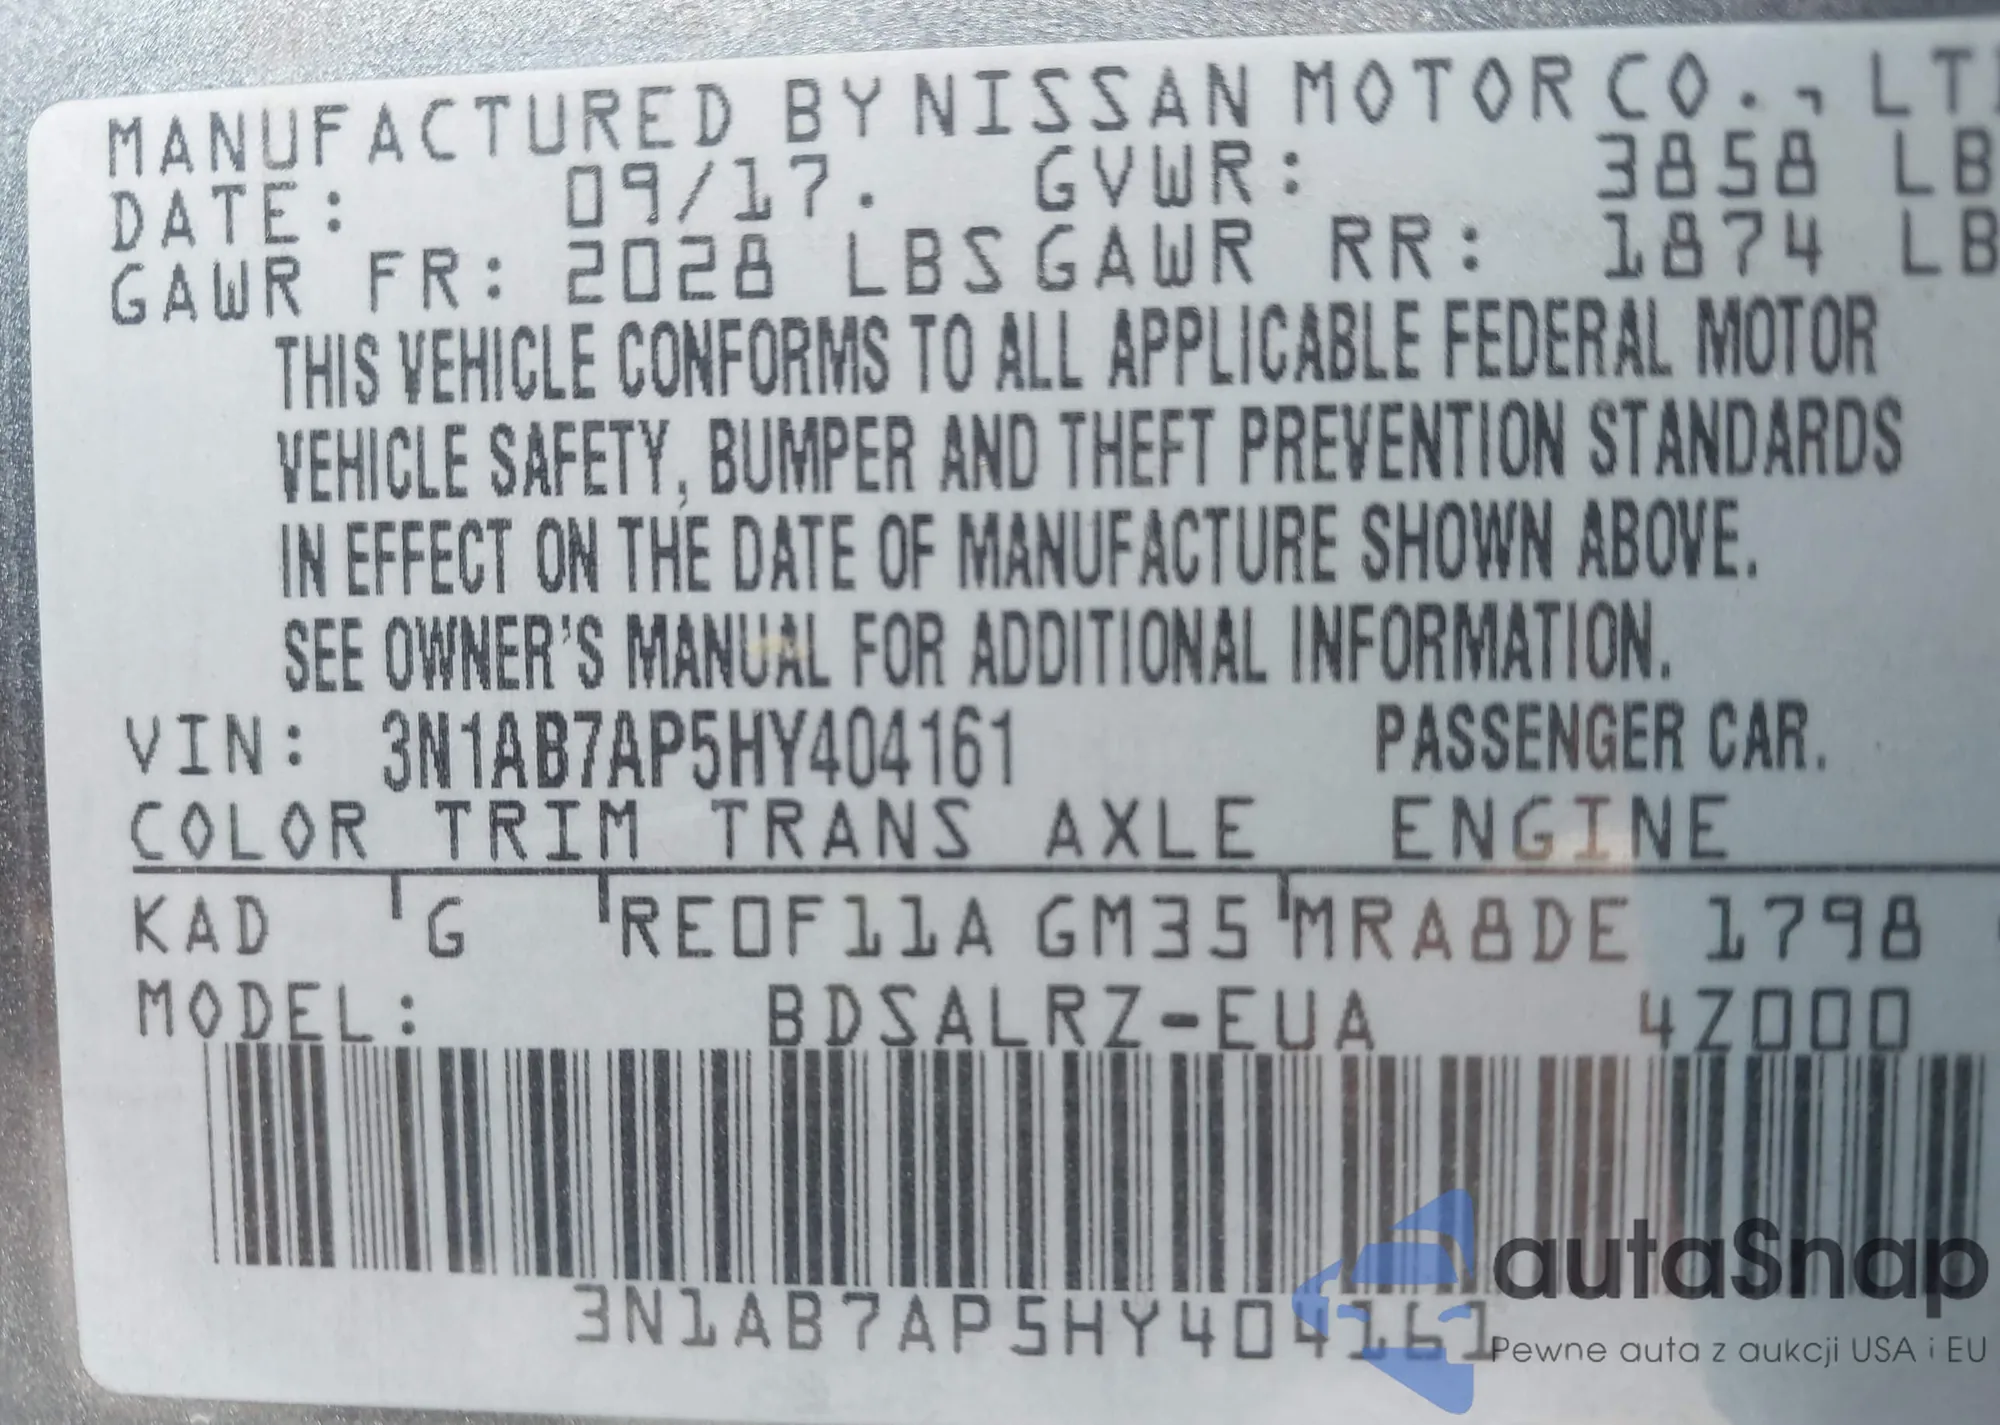 MANUFACTURED BY NISSAN MOTOR CO., LT
DATE: 09/17. GVWR: 3858 LB
GAWR FR: 2028 LBS GAWR RR: 1874 LB
THIS VEHICLE CONFORMS TO ALL APPLICABLE FEDERAL MOTOR
VEHICLE SAFETY, BUMPER AND THEFT PREVENTION STANDARDS
IN EFFECT ON THE DATE OF MANUFACTURE SHOWN ABOVE.
SEE OWNER'S MANUAL FOR ADDITIONAL INFORMATION.
VIN: 3N1AB7AP5HY404161 PASSENGER CAR.
COLOR TRIM TRANS AXLE ENGINE
KAD G RE0F11A GM35 MRA8DE 1798
MODEL: BDSALRZ-EUA 4Z000
3N1AB7AP5HY404161
autaSnap
Pewne auta z aukcji USA i EU